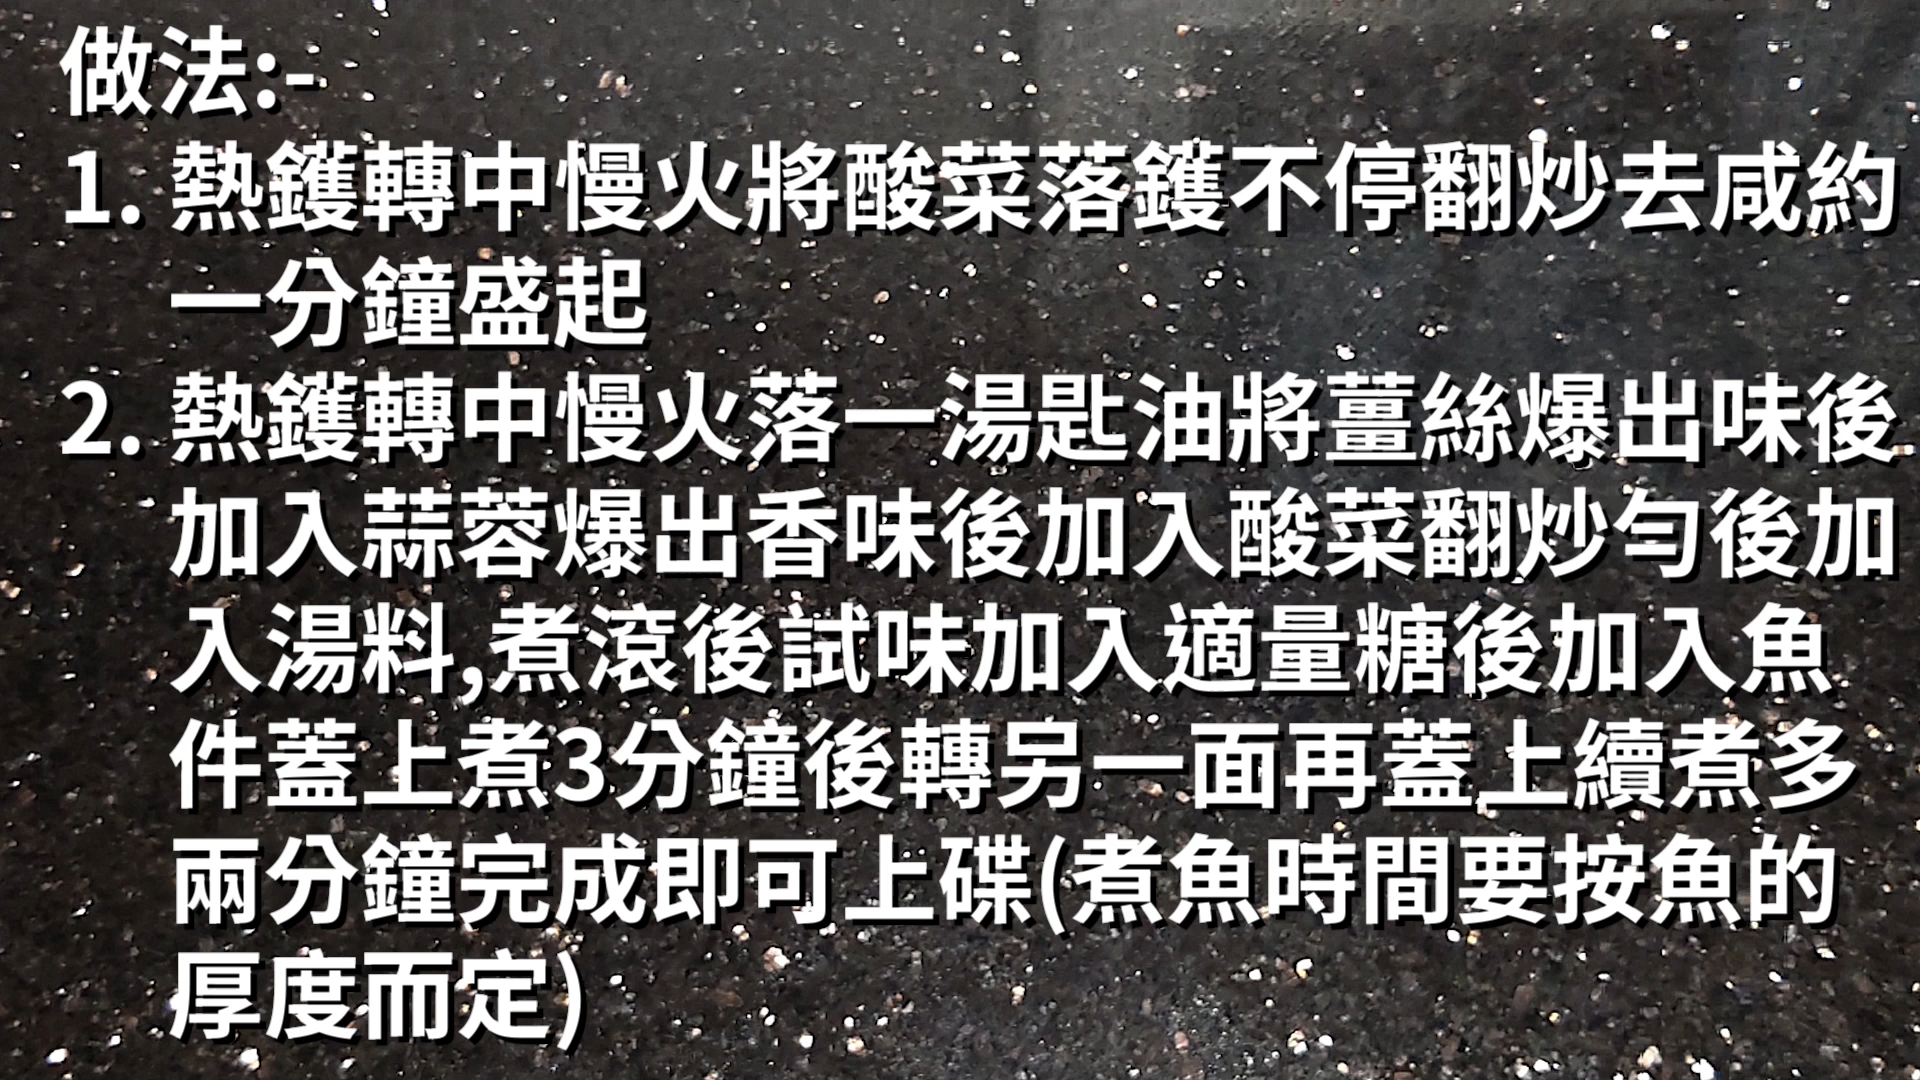 做法:-
1. 熱鑊轉中慢火將酸菜落鑊不停翻炒去咸約
一分鐘盛起
2. 熱鑊轉中慢火落一湯匙油將薑絲爆出味後
加入蒜蓉爆出香味後加入酸菜翻炒勻後加
入湯料,煮滾後試味加入適量糖後加入魚
件蓋上煮3分鐘後轉另一面再蓋上續煮多
兩分鐘完成即可上碟(煮魚時間要按魚的
厚度而定)